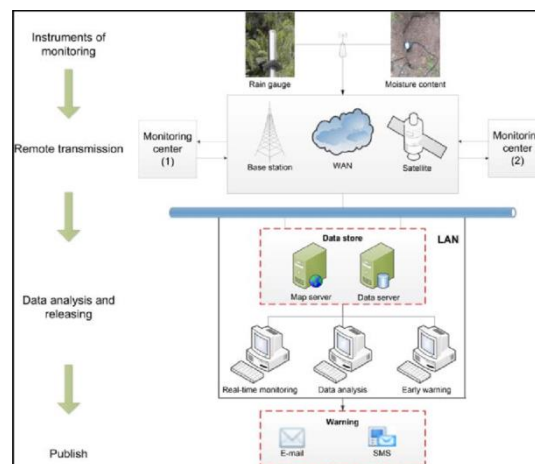 Instruments of
monitoring
Rain gauge
Moisture content
Remote transmission
Monitoring
center
(1)
Base station
WAN
Satellite
Monitoring
center
(2)
LAN
Data store
Map server
Data server
Data analysis and
releasing
Real-time monitoring
Data analysis
Early warning
Warning
E-mail
SMS
Publish